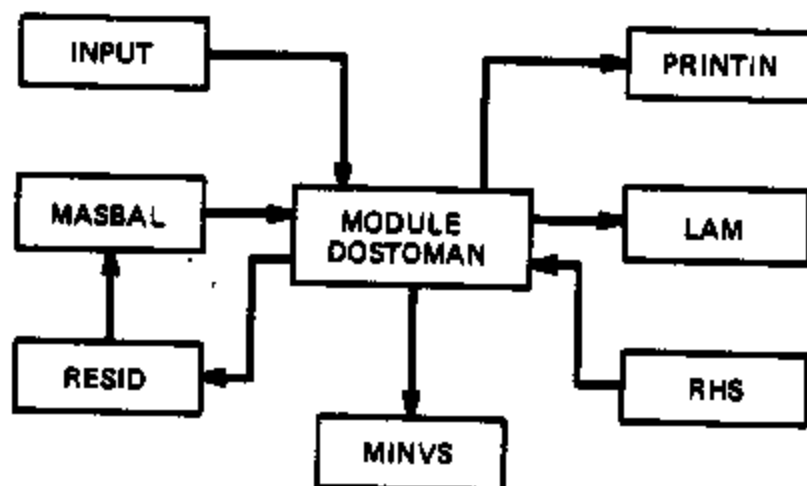 INPUT
PRINTIN
MASBAL
MODULE
DOSTOMAN
LAM
RESID
RHS
MINVS